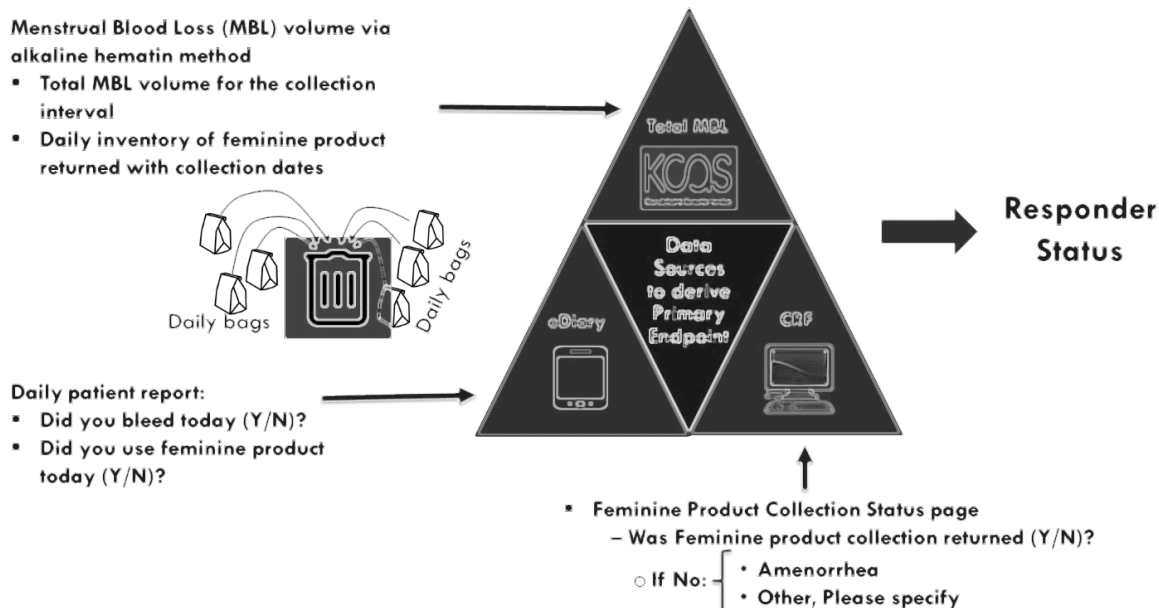 Menstrual Blood Loss (MBL) volume via
alkaline hematin method
▪ Total MBL volume for the collection
interval
▪ Daily inventory of feminine product
returned with collection dates
Daily bags
Daily bags
Daily patient report:
▪ Did you bleed today (Y/N)?
▪ Did you use feminine product
today (Y/N)?
Total MBL
KCAS
Data
Sources
to derive
Primary
Endpoint
eDiary
CRF
Responder
Status
▪ Feminine Product Collection Status page
– Was Feminine product collection returned (Y/N)?
○ If No:
• Amenorrhea
• Other, Please specify